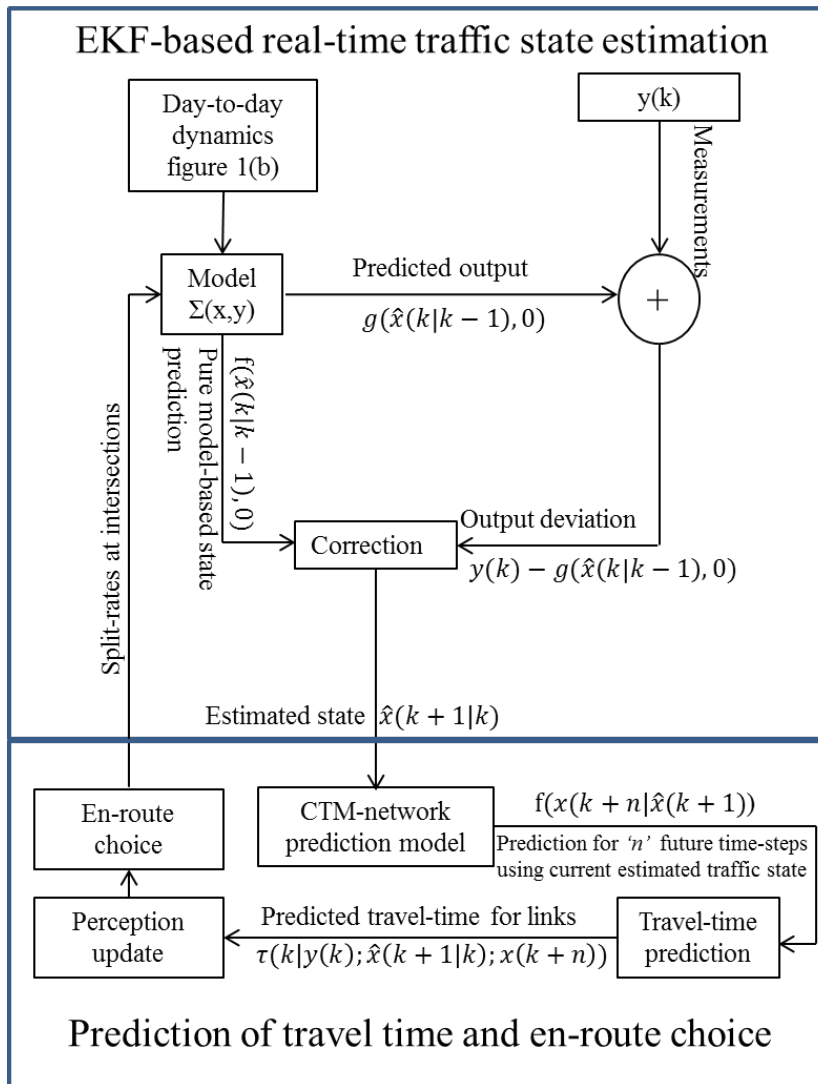 EKF-based real-time traffic state estimation
Day-to-day
dynamics
figure 1(b)
y(k)
Measurements
Model
Σ(x,y)
Predicted output
g(x̂(k|k − 1),0)
+
f(x̂(k|k − 1),0)
Pure model-based state
prediction
Split-rates at intersections
Correction
Output deviation
y(k) − g(x̂(k|k − 1),0)
Estimated state x̂(k + 1|k)
En-route
choice
CTM-network
prediction model
f(x(k + n|x̂(k + 1))
Prediction for ‘n’ future time-steps
using current estimated traffic state
Perception
update
Predicted travel-time for links
τ(k|y(k); x̂(k + 1|k); x(k + n))
Travel-time
prediction
Prediction of travel time and en-route choice